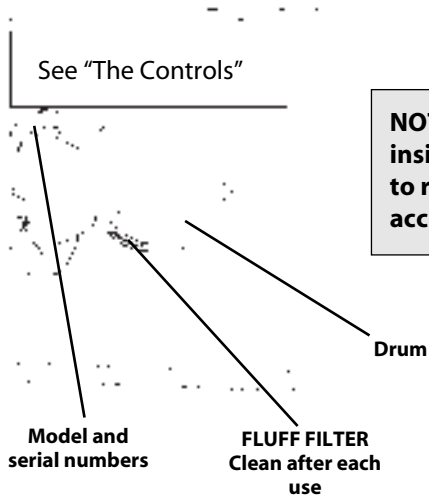 See “The Controls”
NOT
insi
to r
acc
Drum
Model and
serial numbers
FLUFF FILTER
Clean after each
use